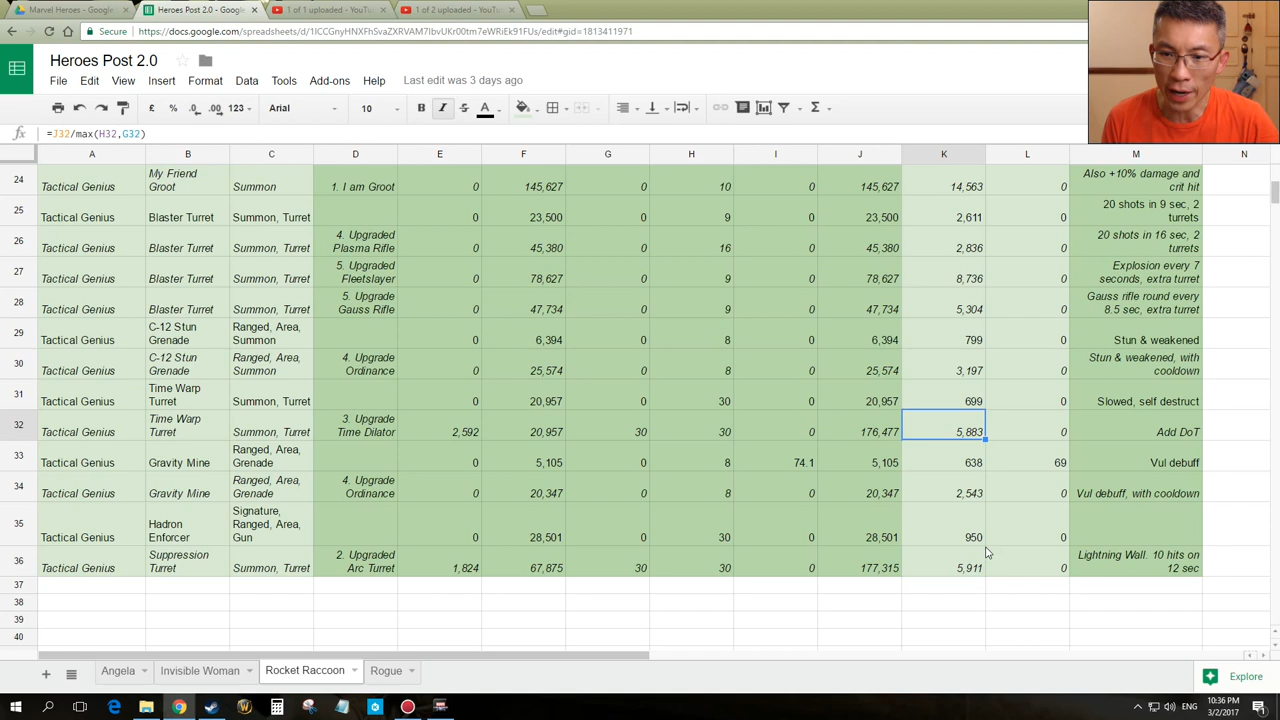 Marvel Heroes - Google
Heroes Post 2.0 - Google
1 of 1 uploaded - YouTu
1 of 2 uploaded - YouTu
Secure
Heroes Post 2.0
File Edit View Insert Format Data Tools Add-ons Help Last edit was 3 days ago
£ % .0 .00 123 Arial 10 B I S A
fx =J32/max(H32,G32)
A B C D E F G H I J K L M N
24 Tactical Genius My Friend Groot Summon 1. I am Groot 0 145,627 0 10 0 145,627 14,563 0 Also +10% damage and crit hit
25 Tactical Genius Blaster Turret Summon, Turret 0 23,500 0 9 0 23,500 2,611 0 20 shots in 9 sec, 2 turrets
26 Tactical Genius Blaster Turret Summon, Turret 4. Upgraded Plasma Rifle 0 45,380 0 16 0 45,380 2,836 0 20 shots in 16 sec, 2 turrets
27 Tactical Genius Blaster Turret Summon, Turret 5. Upgraded Fleetslayer 0 78,627 0 9 0 78,627 8,736 0 Explosion every 7 seconds, extra turret
28 Tactical Genius Blaster Turret Summon, Turret 5. Upgrade Gauss Rifle 0 47,734 0 9 0 47,734 5,304 0 Gauss rifle round every 8.5 sec, extra turret
29 Tactical Genius C-12 Stun Grenade Ranged, Area, Summon 0 6,394 0 8 0 6,394 799 0 Stun & weakened
30 Tactical Genius C-12 Stun Grenade Ranged, Area, Summon 4. Upgrade Ordinance 0 25,574 0 8 0 25,574 3,197 0 Stun & weakened, with cooldown
31 Tactical Genius Time Warp Turret Summon, Turret 0 20,957 0 30 0 20,957 699 0 Slowed, self destruct
32 Tactical Genius Time Warp Turret Summon, Turret 3. Upgrade Time Dilator 2,592 20,957 30 30 0 176,477 5,883 0 Add DoT
33 Tactical Genius Gravity Mine Ranged, Area, Grenade 0 5,105 0 8 74.1 5,105 638 69 Vul debuff
34 Tactical Genius Gravity Mine Ranged, Area, Grenade 4. Upgrade Ordinance 0 20,347 0 8 0 20,347 2,543 0 Vul debuff, with cooldown
35 Tactical Genius Hadron Enforcer Signature, Ranged, Area, Gun 0 28,501 0 30 0 28,501 950 0
36 Tactical Genius Suppression Turret Summon, Turret 2. Upgraded Arc Turret 1,824 67,875 30 30 0 177,315 5,911 0 Lightning Wall. 10 hits on 12 sec
37
38
39
40
Angela Invisible Woman Rocket Raccoon Rogue Explore
10:36 PM
3/2/2017